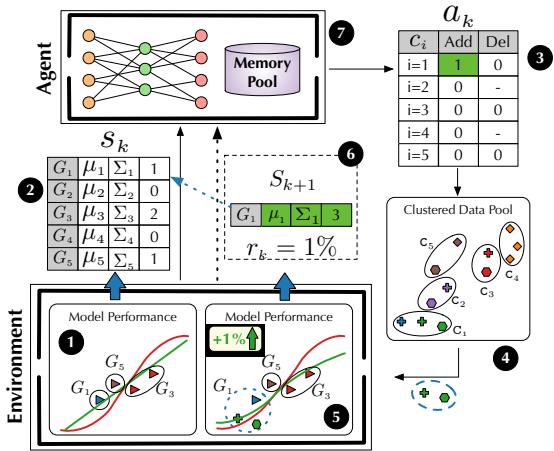 Agent
Memory
Pool
7
a_k
c_i Add Del
i=1 1 0
i=2 0 -
i=3 0 0
i=4 0 -
i=5 0 0
3
s_k
G_1 μ_1 Σ_1 1
G_2 μ_2 Σ_2 0
G_3 μ_3 Σ_3 2
G_4 μ_4 Σ_4 0
G_5 μ_5 Σ_5 1
2
6
S_{k+1}
G_1 μ_1 Σ_1 3
r_k = 1%
Clustered Data Pool
C_5
C_4
C_3
C_2
C_1
4
Environment
Model Performance
1
G_1
G_5
G_3
Model Performance
+1%
G_1
G_5
G_3
5